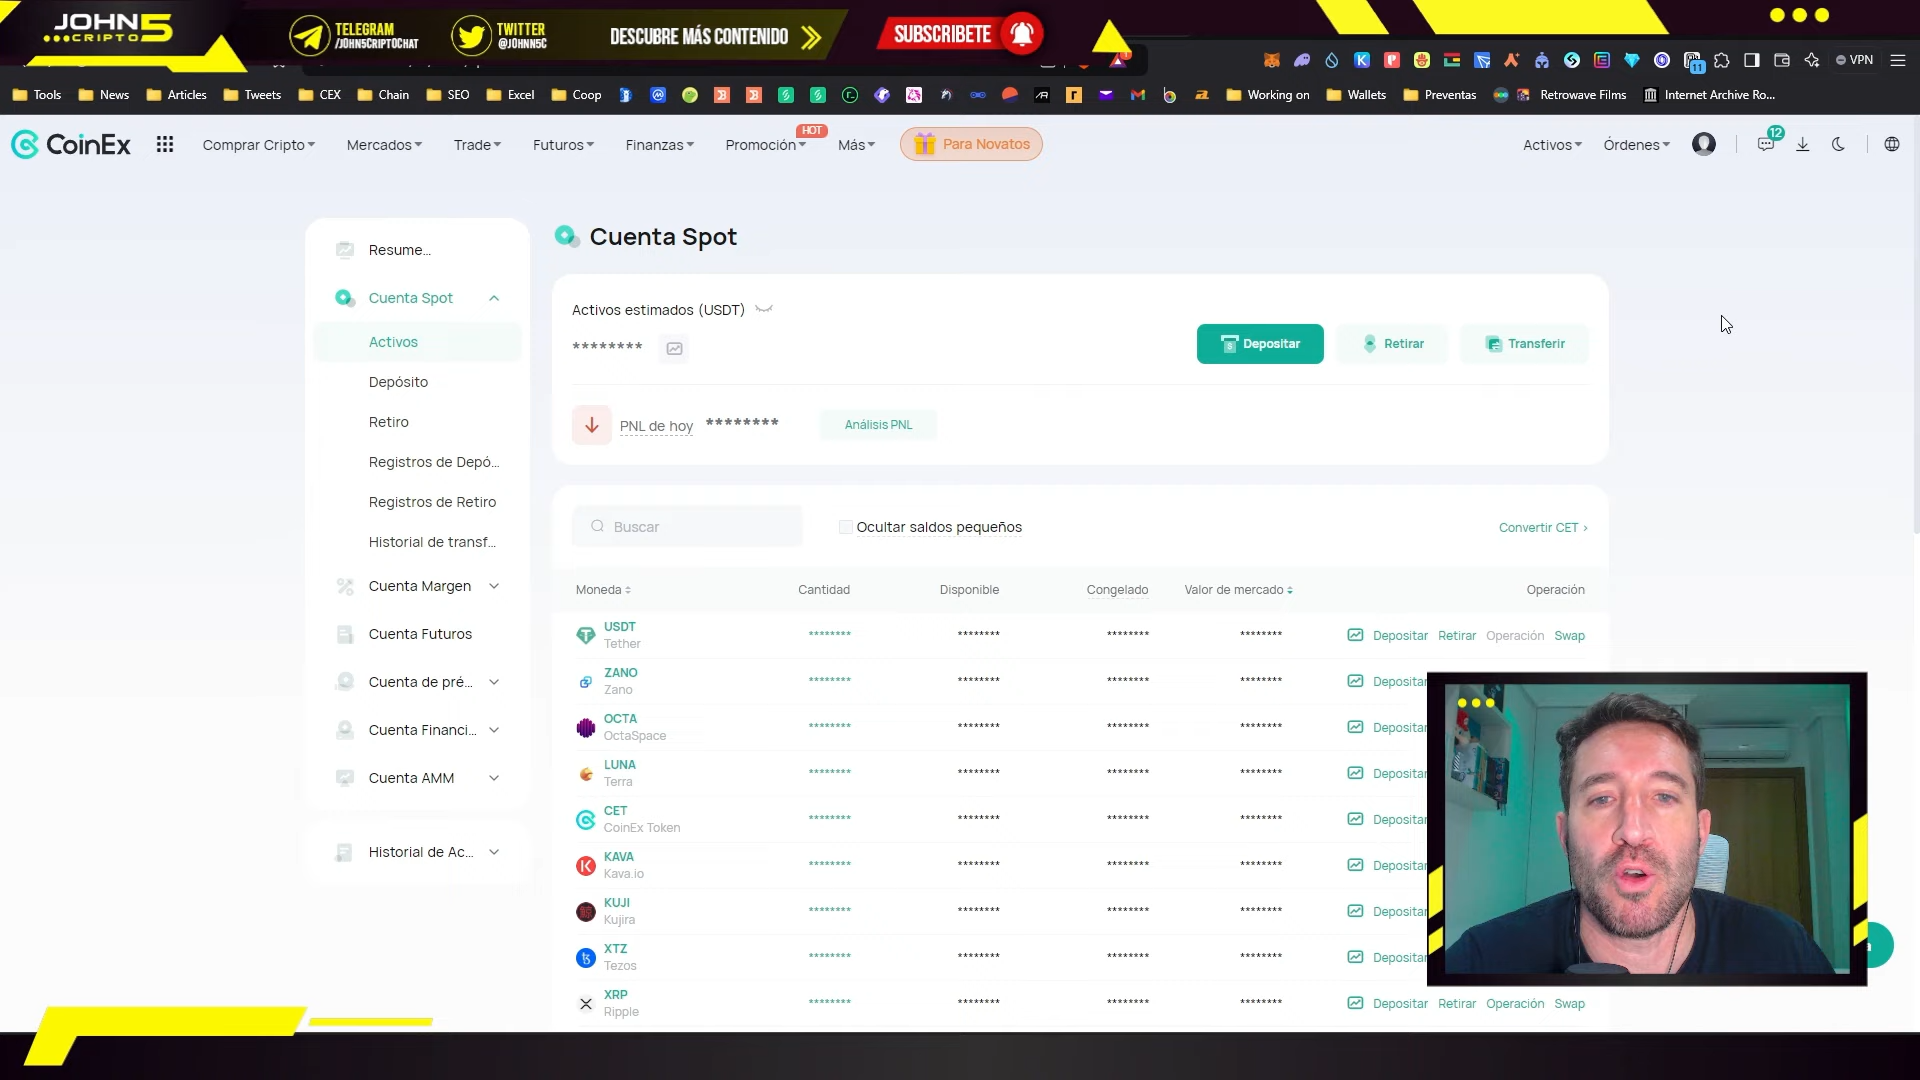 JOHN 5
CRIPTO
TELEGRAM
/JOHN5CRIPTOCHAT
TWITTER
@JOHNN5C
DESCUBRE MÁS CONTENIDO
SUBSCRIBETE
VPN
Tools
News
Articles
Tweets
CEX
Chain
SEO
Excel
Coop
Working on
Wallets
Preventas
Retrowave Films
Internet Archive Ro...
CoinEx
Comprar Cripto
Mercados
Trade
Futuros
Finanzas
Promoción
HOT
Más
Para Novatos
Activos
Órdenes
12
Resume...
Cuenta Spot
Activos
Depósito
Retiro
Registros de Depó...
Registros de Retiro
Historial de transf...
Cuenta Margen
Cuenta Futuros
Cuenta de pré...
Cuenta Financi...
Cuenta AMM
Historial de Ac...
Cuenta Spot
Activos estimados (USDT)
********
Depositar
Retirar
Transferir
PNL de hoy ********
Análisis PNL
Buscar
Ocultar saldos pequeños
Convertir CET >
Moneda Cantidad Disponible Congelado Valor de mercado Operación
USDT
Tether
******** ******** ******** ********
Depositar Retirar Operación Swap
ZANO
Zano
******** ******** ******** ********
Depositar
OCTA
OctaSpace
******** ******** ******** ********
Depositar
LUNA
Terra
******** ******** ******** ********
Depositar
CET
CoinEx Token
******** ******** ******** ********
Depositar
KAVA
Kava.io
******** ******** ******** ********
Depositar
KUJI
Kujira
******** ******** ******** ********
Depositar
XTZ
Tezos
******** ******** ******** ********
Depositar
XRP
Ripple
******** ******** ******** ********
Depositar Retirar Operación Swap